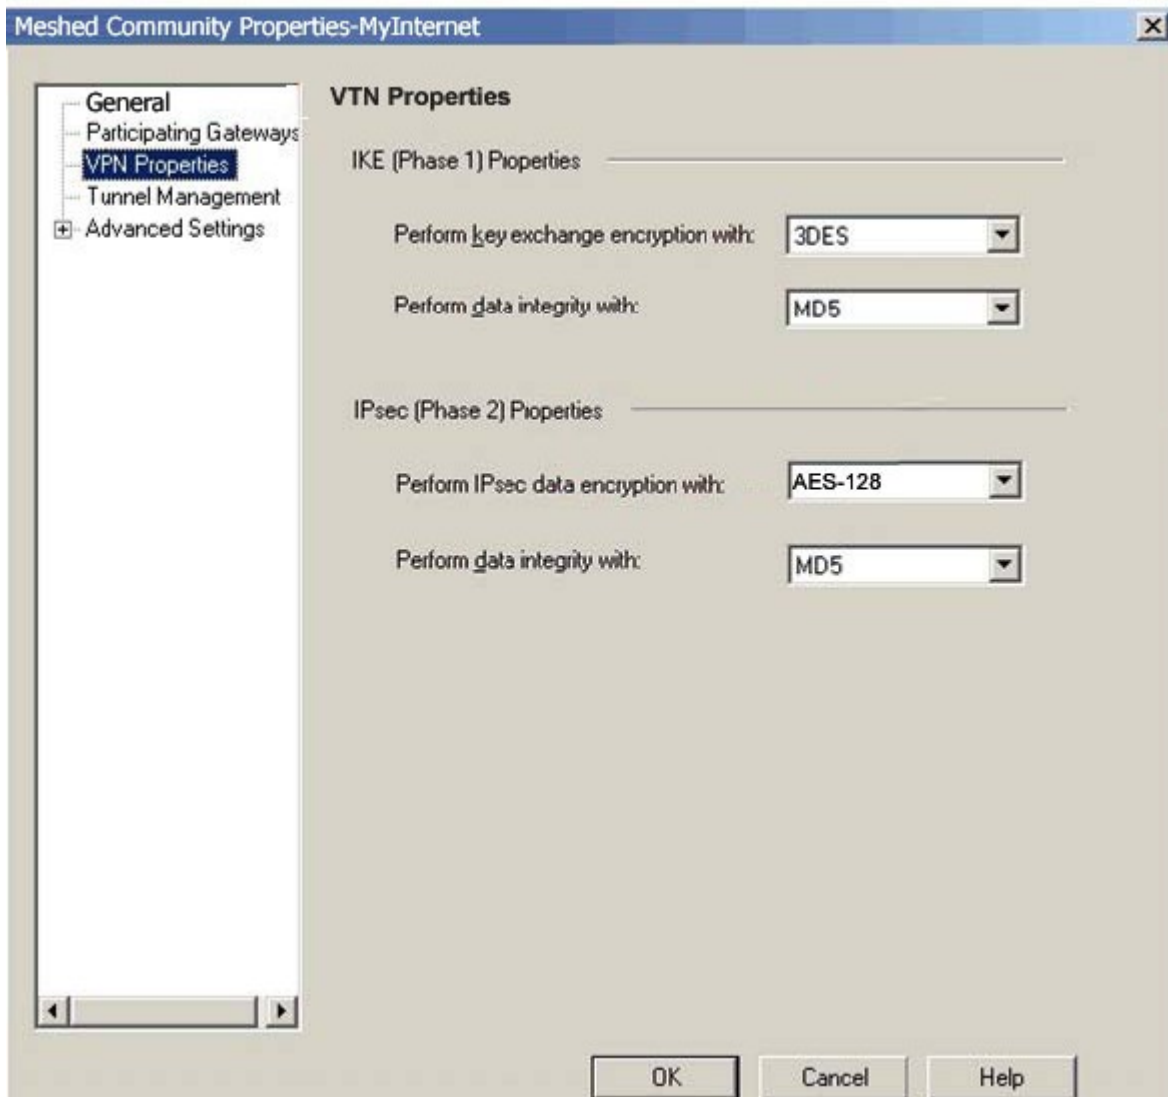 Meshed Community Properties-MyInternet
General
Participating Gateways
VPN Properties
Tunnel Management
Advanced Settings
VTN Properties
IKE (Phase 1) Properties
Perform key exchange encryption with: 3DES
Perform data integrity with: MD5
IPsec (Phase 2) Properties
Perform IPsec data encryption with: AES-128
Perform data integrity with: MD5
OK Cancel Help